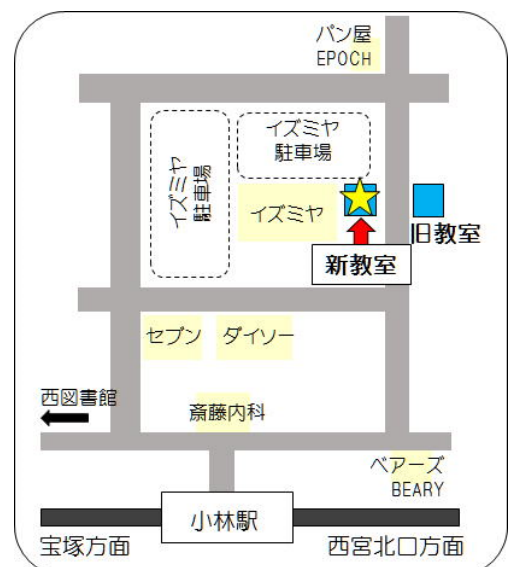 パン屋
EPOCH
イズミヤ
駐車場
イズミヤ
駐車場
イズミヤ
旧教室
新教室
セブン
ダイソー
西図書館
斎藤内科
ベアーズ
BEARY
小林駅
宝塚方面
西宮北口方面